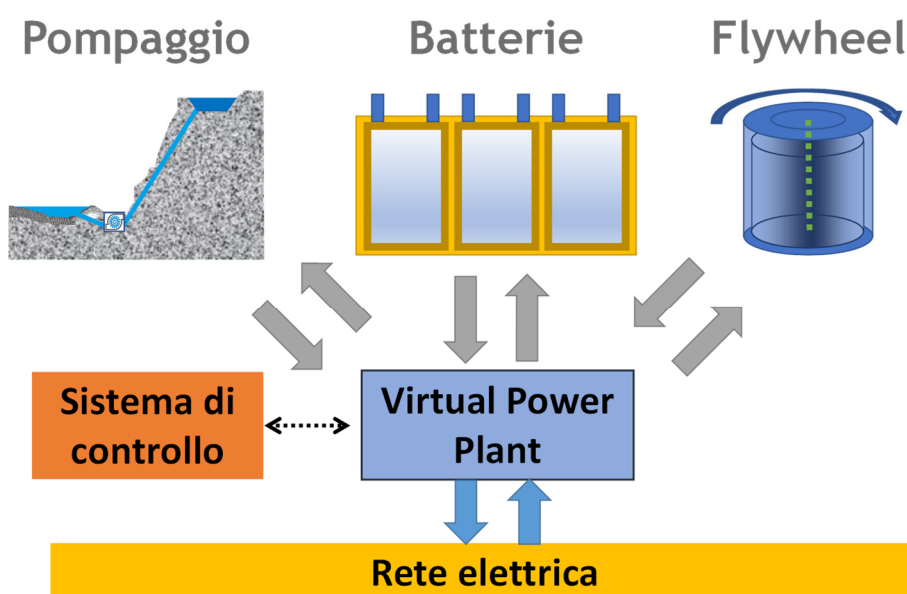 Pompaggio
Batterie
Flywheel
Sistema di
controllo
Virtual Power
Plant
Rete elettrica